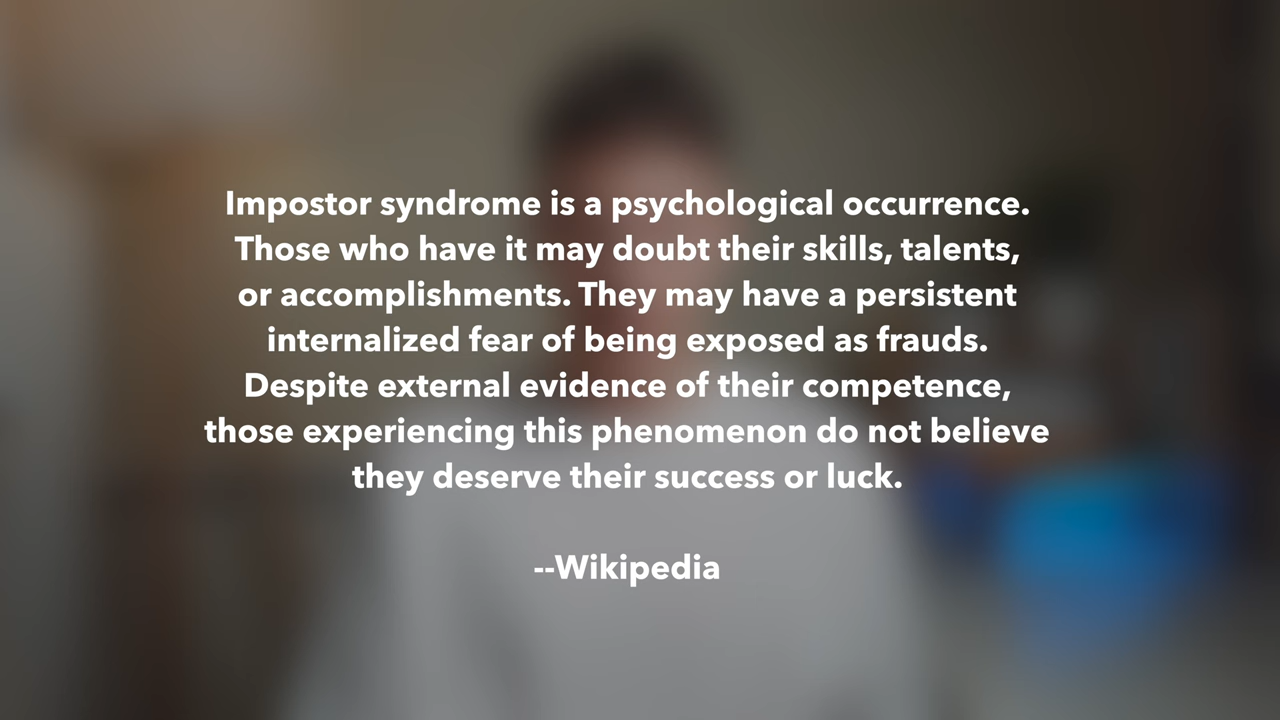 Impostor syndrome is a psychological occurrence.
Those who have it may doubt their skills, talents,
or accomplishments. They may have a persistent
internalized fear of being exposed as frauds.
Despite external evidence of their competence,
those experiencing this phenomenon do not believe
they deserve their success or luck.
--Wikipedia